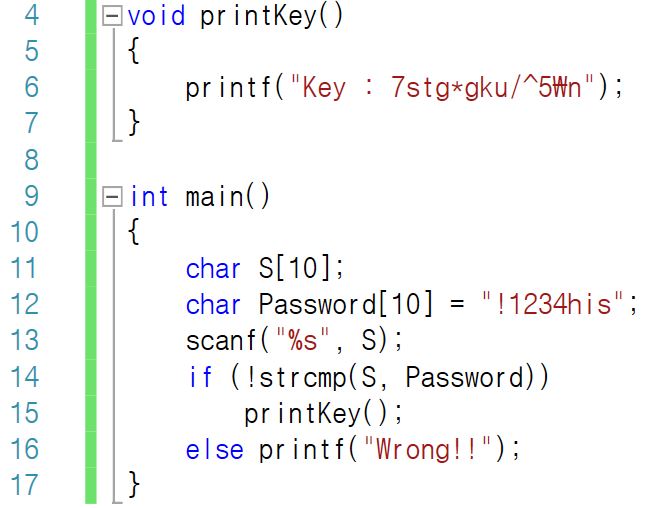 4 void printKey()
5 {
6 printf("Key : 7stg*gku/^5₩n");
7 }
8
9 int main()
10 {
11 char S[10];
12 char Password[10] = "!1234his";
13 scanf("%s", S);
14 if (!strcmp(S, Password))
15 printKey();
16 else printf("Wrong!!");
17 }